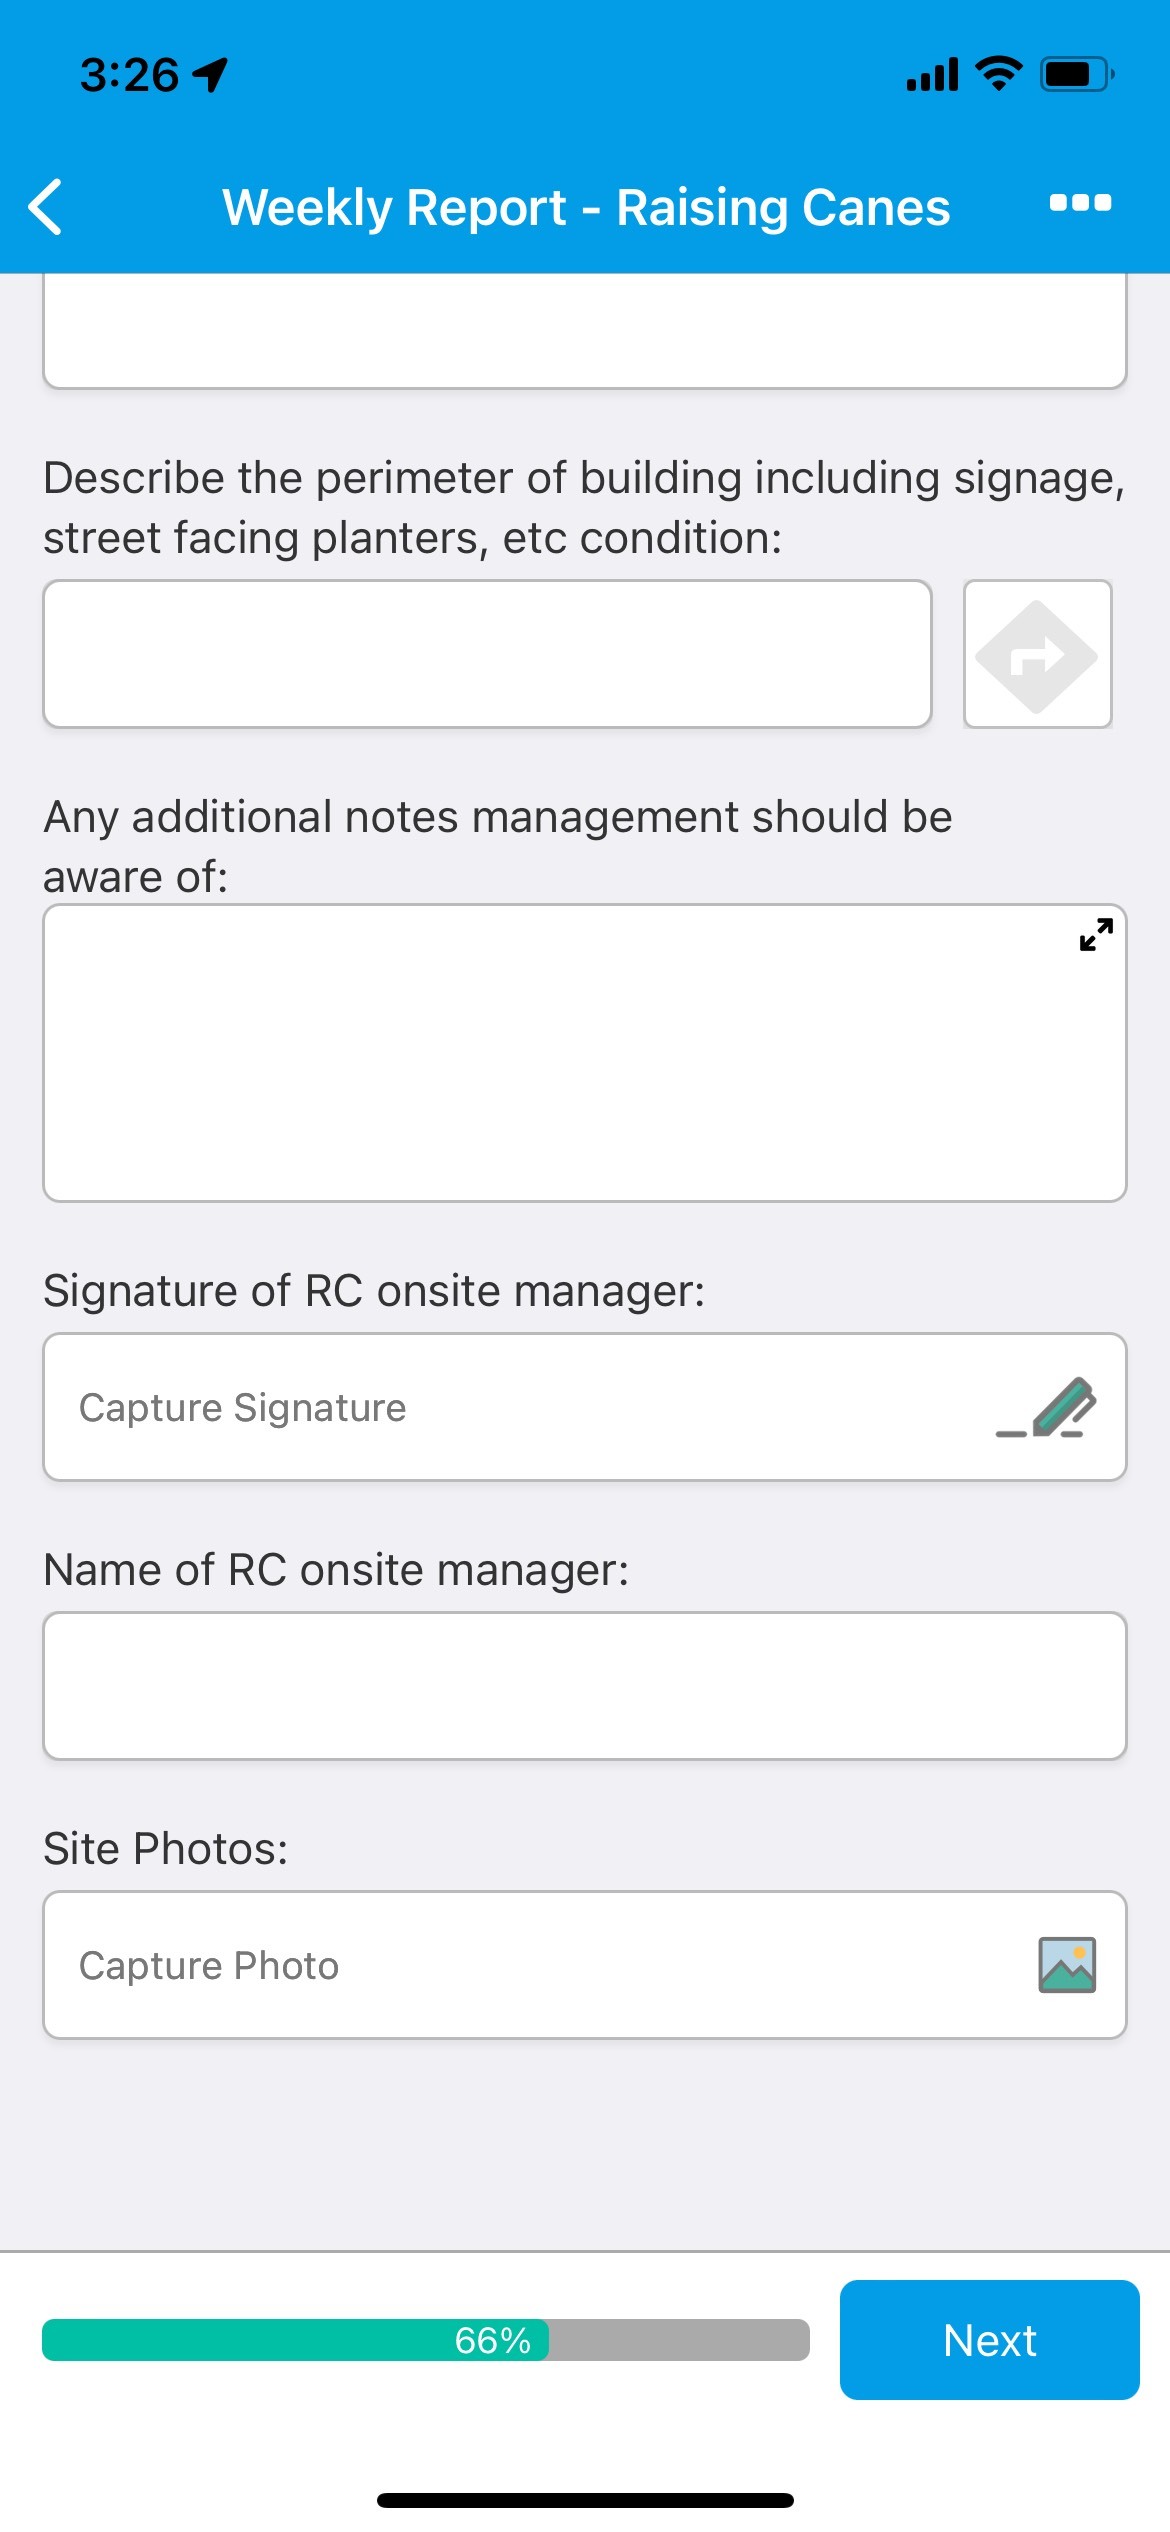 3:26
Weekly Report - Raising Canes
Describe the perimeter of building including signage,
street facing planters, etc condition:
Any additional notes management should be
aware of:
Signature of RC onsite manager:
Capture Signature
Name of RC onsite manager:
Site Photos:
Capture Photo
66%
Next